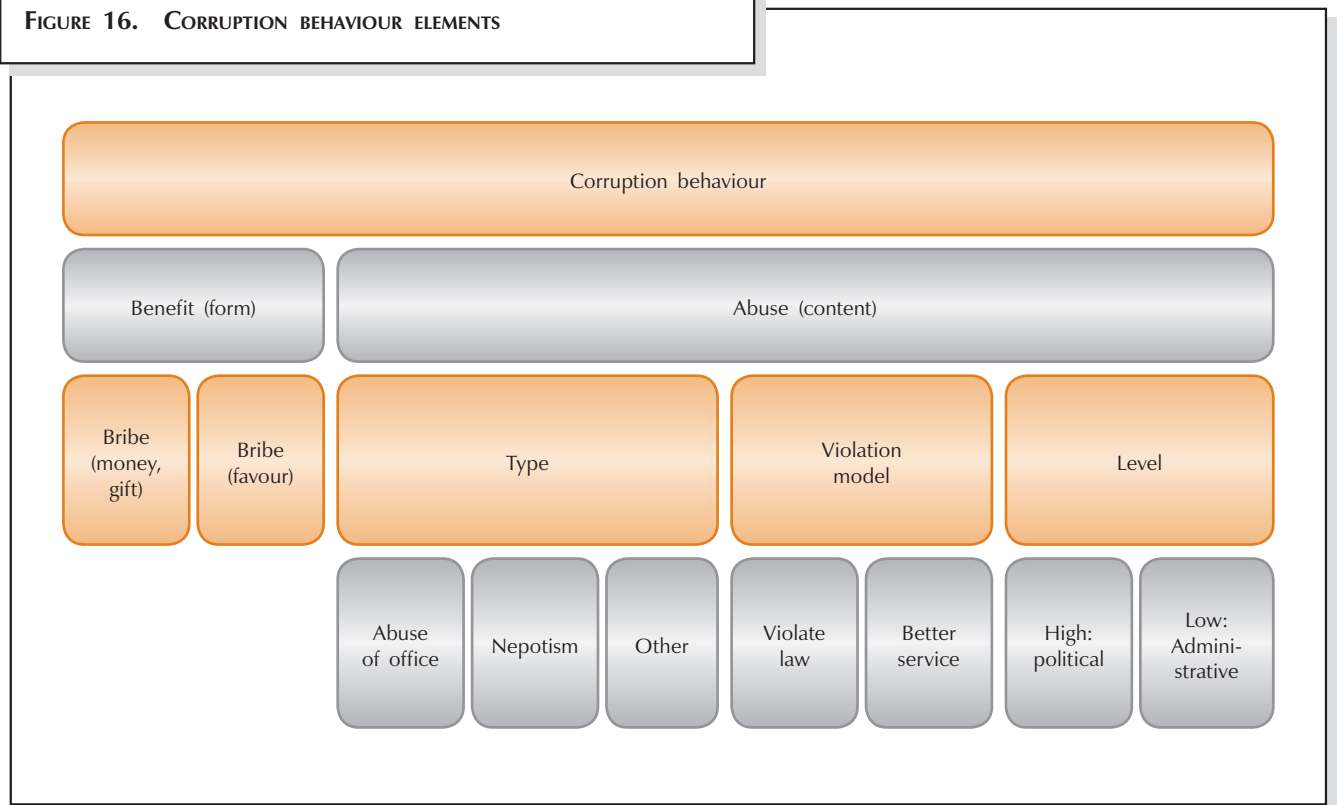 FIGURE 16. CORRUPTION BEHAVIOUR ELEMENTS
Corruption behaviour
Benefit (form)
Abuse (content)
Bribe
(money,
gift)
Bribe
(favour)
Type
Violation
model
Level
Abuse
of office
Nepotism
Other
Violate
law
Better
service
High:
political
Low:
Admini-
strative